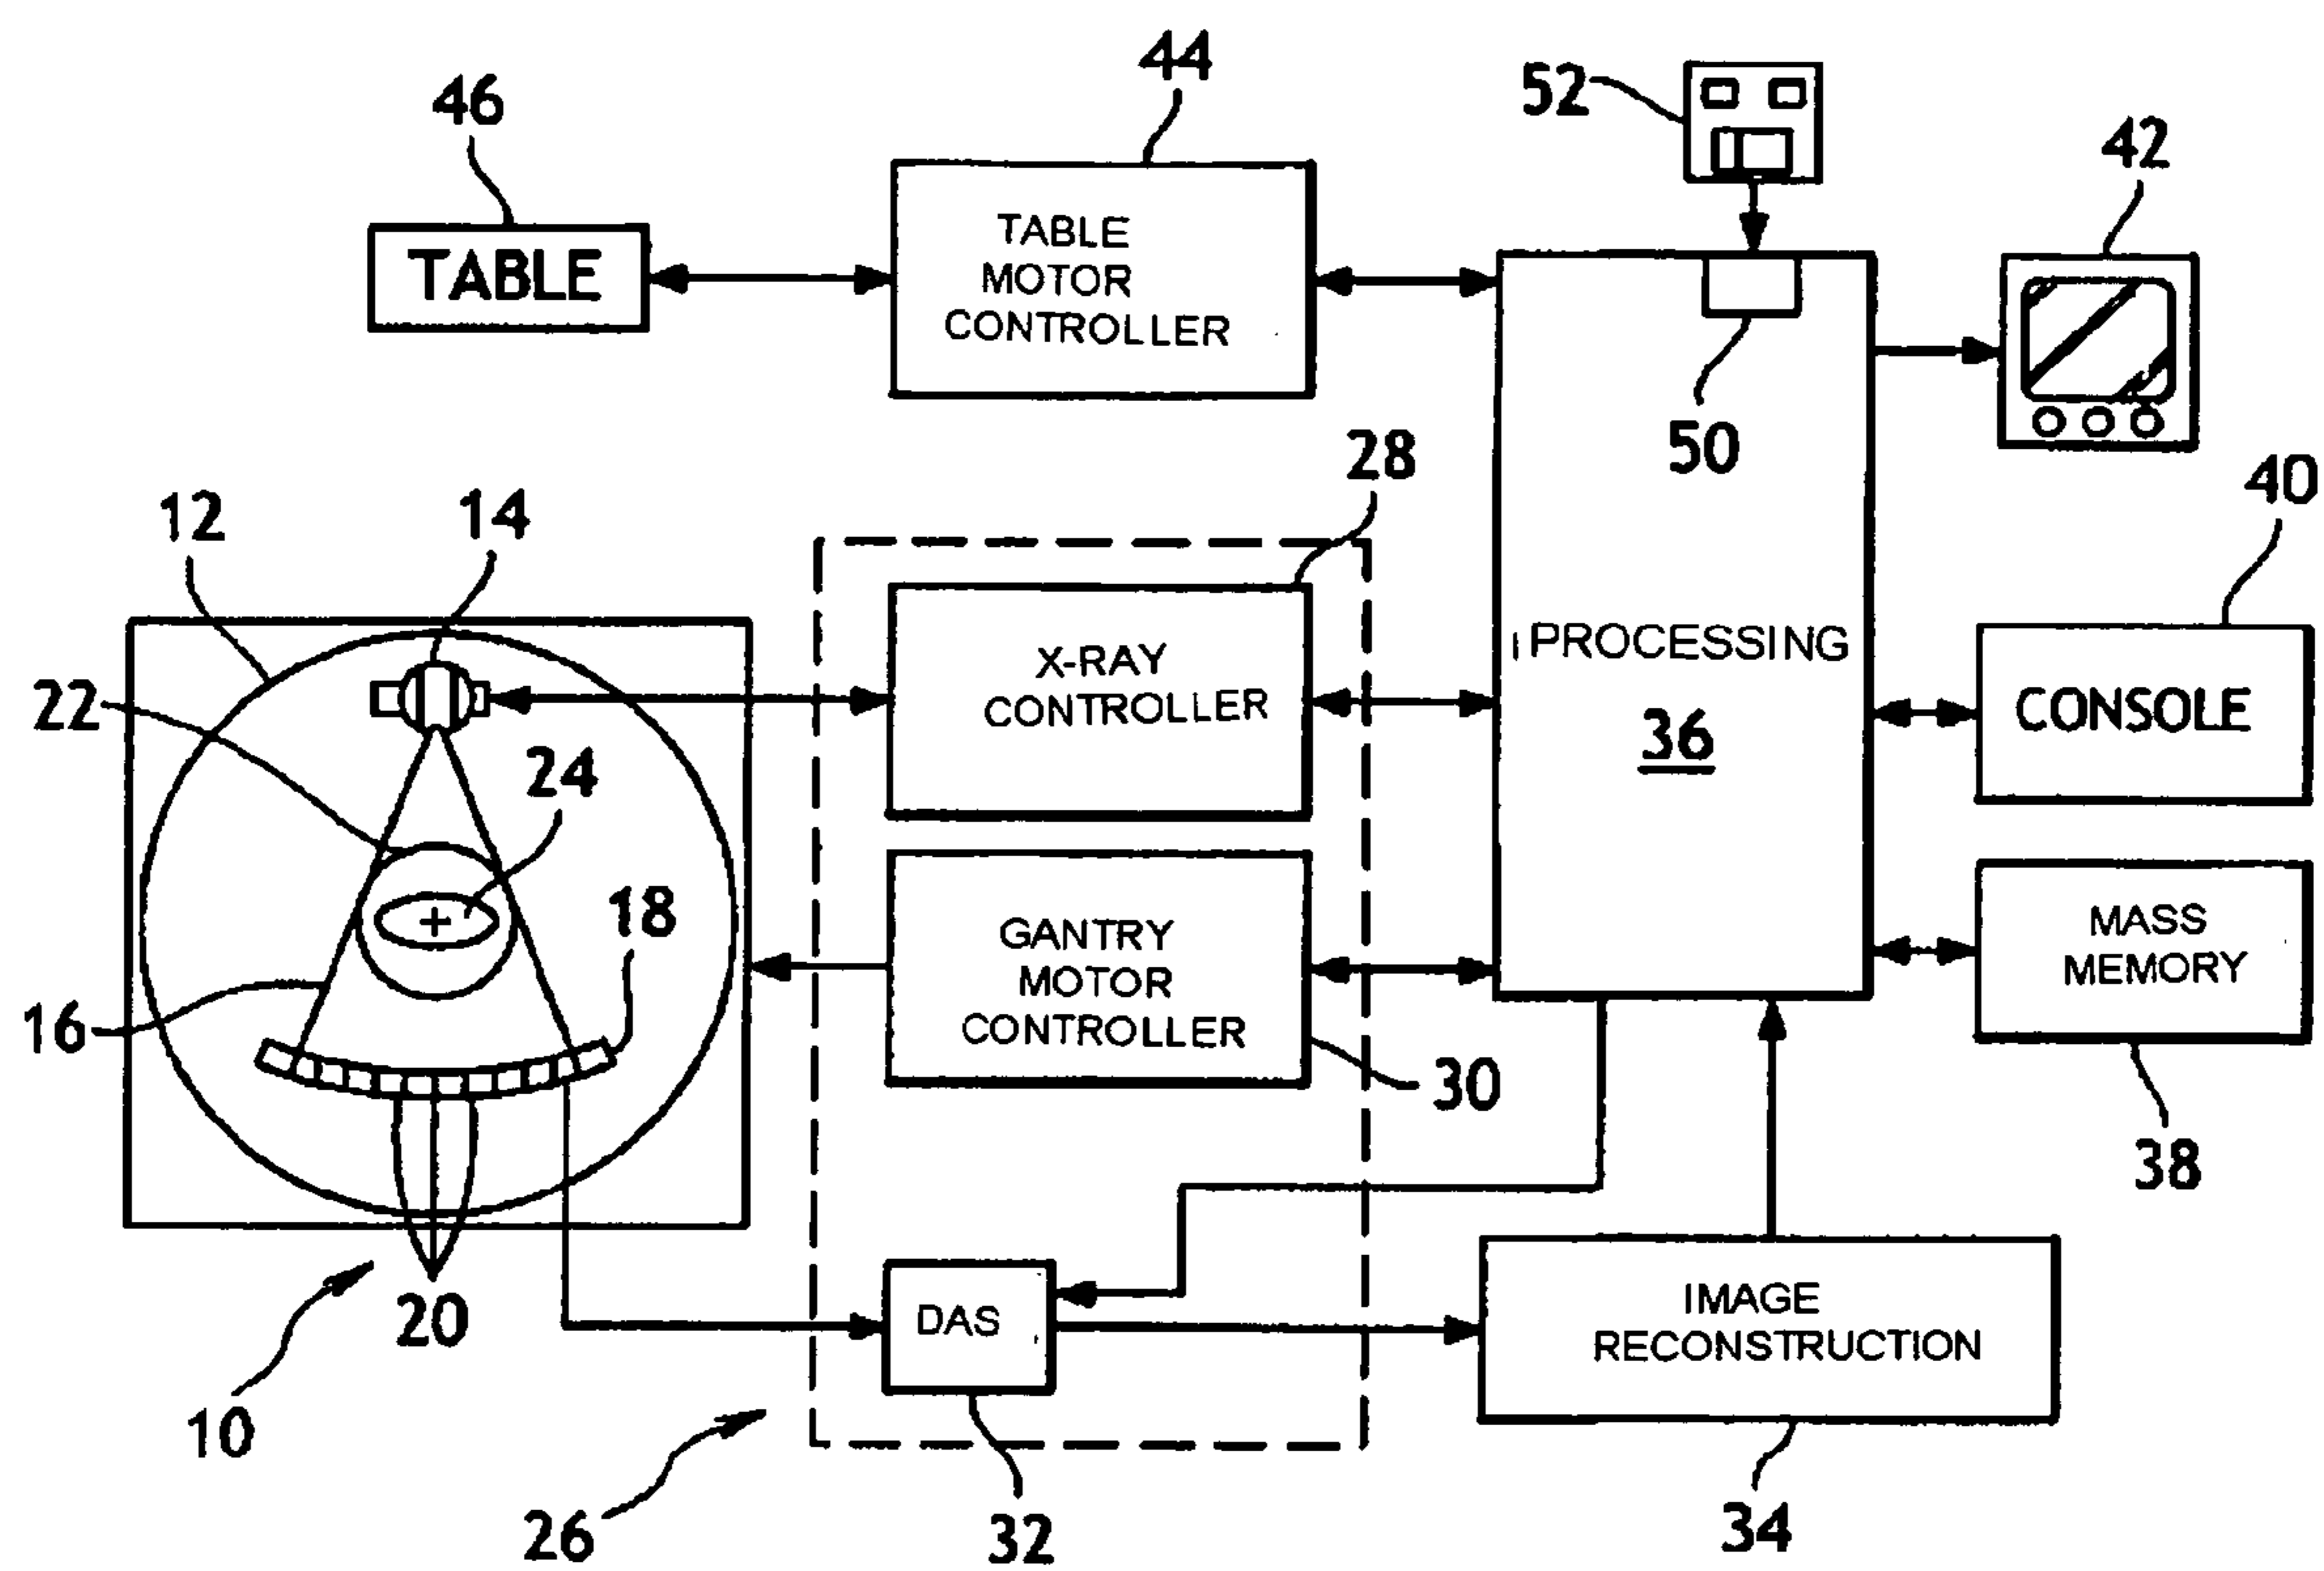 44
52
46
42
TABLE
TABLE
MOTOR
CONTROLLER
50
28
40
12
14
X-RAY
CONTROLLER
PROCESSING
36
CONSOLE
22
24
18
GANTRY
MOTOR
CONTROLLER
MASS
MEMORY
16
30
38
20
DAS
IMAGE
RECONSTRUCTION
10
26
32
34